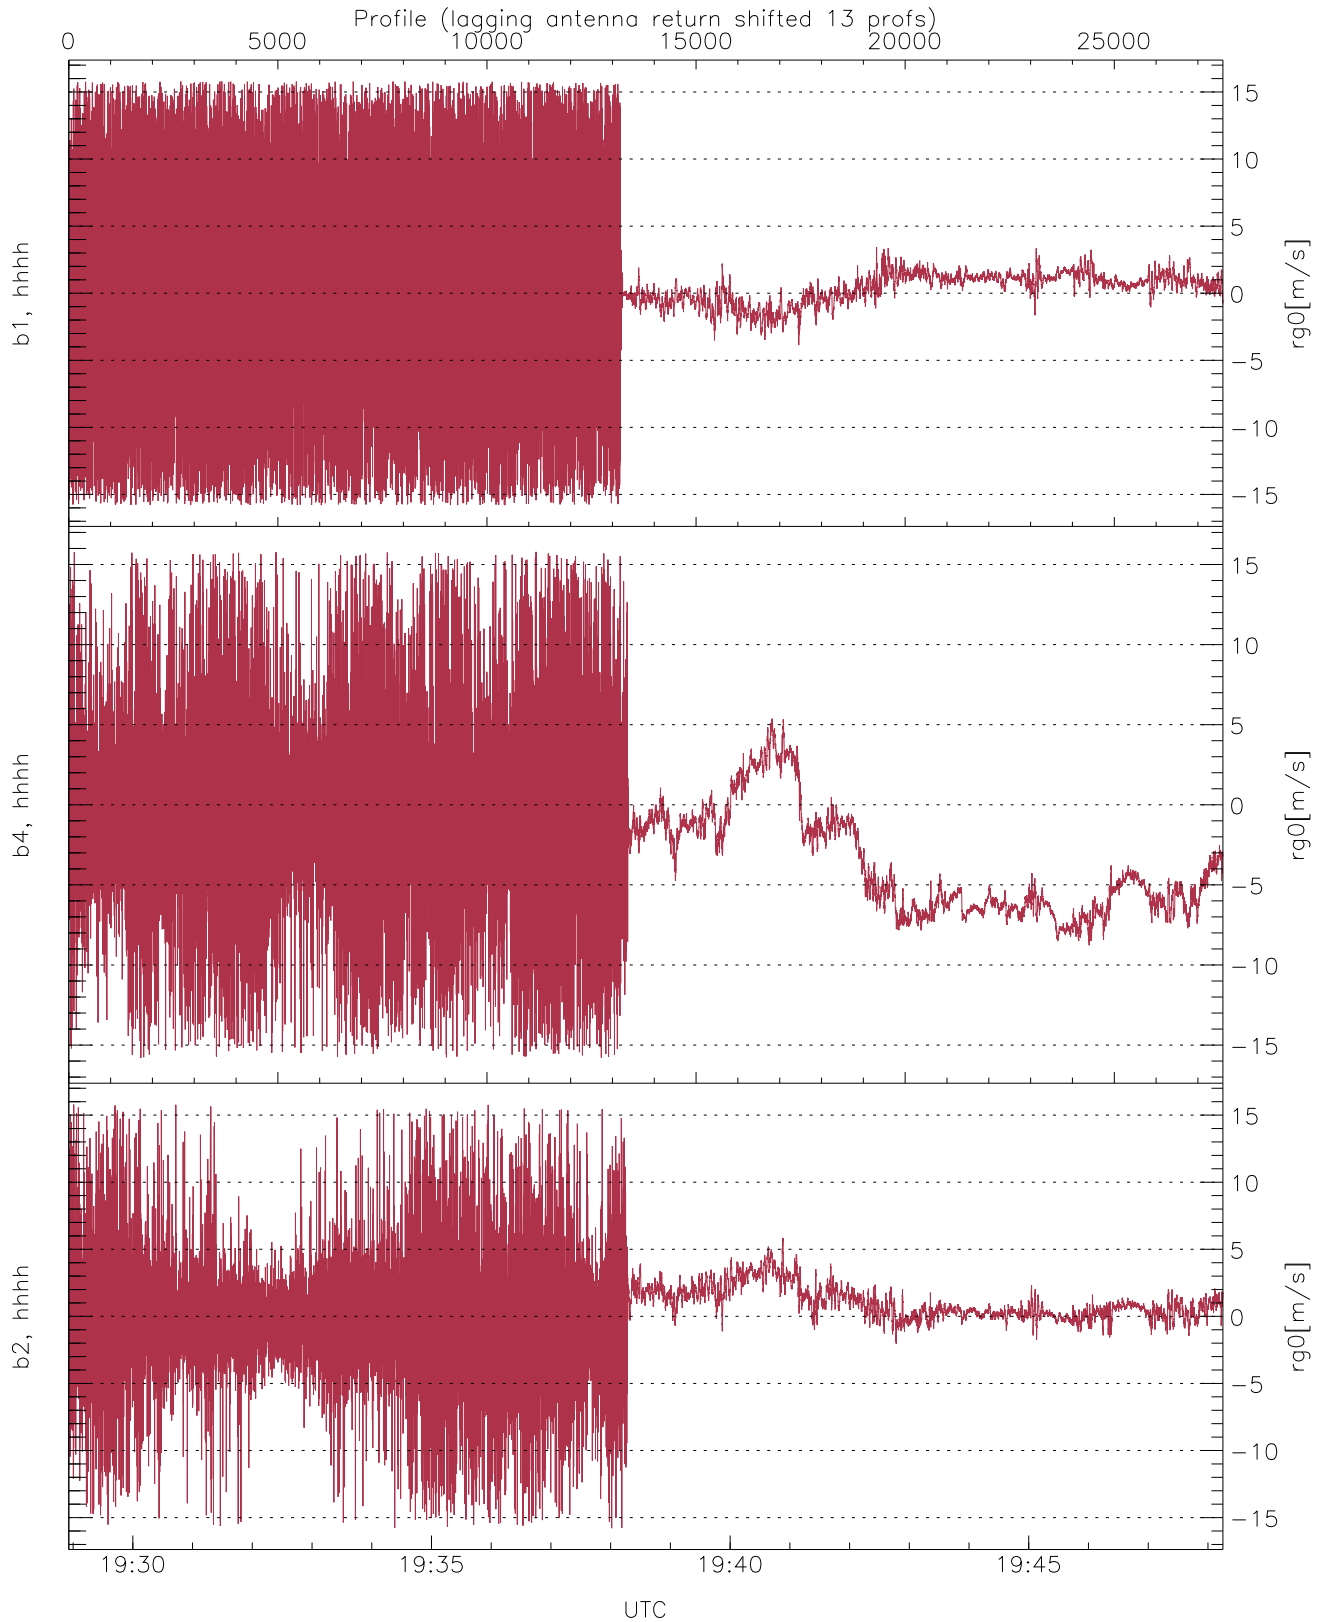 Profile (lagging antenna return shifted 13 profs)
0 5000 10000 15000 20000 25000
b1, hhhh
15
10
5
0
-5
-10
-15
rg0[m/s]
b4, hhhh
15
10
5
0
-5
-10
-15
rg0[m/s]
b2, hhhh
15
10
5
0
-5
-10
-15
rg0[m/s]
19:30 19:35 19:40 19:45
UTC